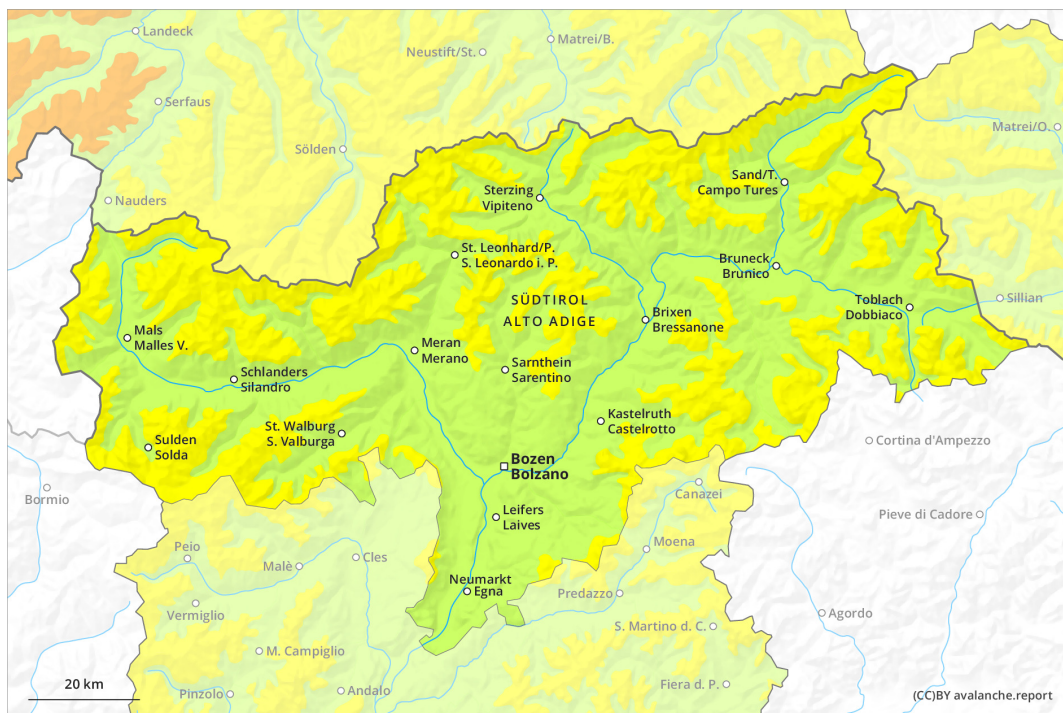 Landeck
Matrei/B.
Neustift/St.
Serfaus
Matrei/O.
Sölden
Sand/T.
Campo Tures
Sterzing
Vipiteno
Nauders
St. Leonhard/P.
S. Leonardo i. P.
Bruneck
Brunico
SÜDTIROL
ALTO ADIGE
Toblach
Dobbiaco
Sillian
Brixen
Bressanone
Mals
Malles V.
Meran
Merano
Schlanders
Silandro
Sarnthein
Sarentino
Kastelruth
Castelrotto
St. Walburg
S. Valburga
Sulden
Solda
Cortina d'Ampezzo
Bozen
Bolzano
Bormio
Canazei
Leifers
Laives
Pieve di Cadore
Moena
Peio
Cles
Malè
Neumarkt
Egna
Predazzo
Vermiglio
Agordo
S. Martino d. C.
M. Campiglio
20 km
Pinzolo
Andalo
Fiera d. P.
(CC)BY avalanche.report